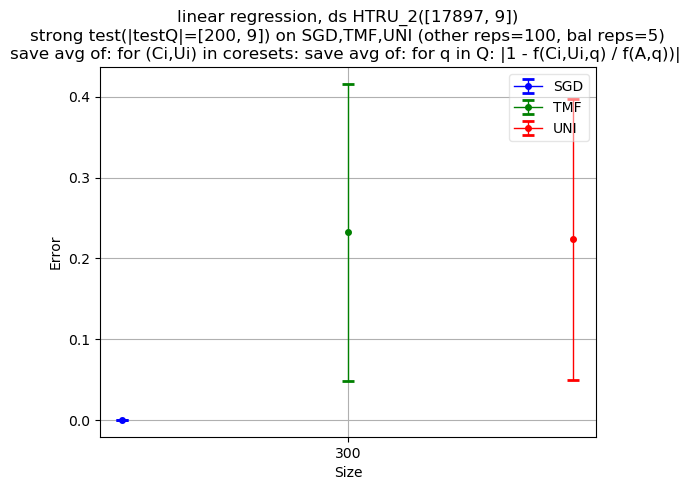 linear regression, ds HTRU_2([17897, 9])
strong test(|testQ|=[200, 9]) on SGD,TMF,UNI (other reps=100, bal reps=5)
save avg of: for (Ci,Ui) in coresets: save avg of: for q in Q: |1 - f(Ci,Ui,q) / f(A,q))|
SGD
TMF
UNI
0.4
0.3
0.2
0.1
0.0
Error
300
Size